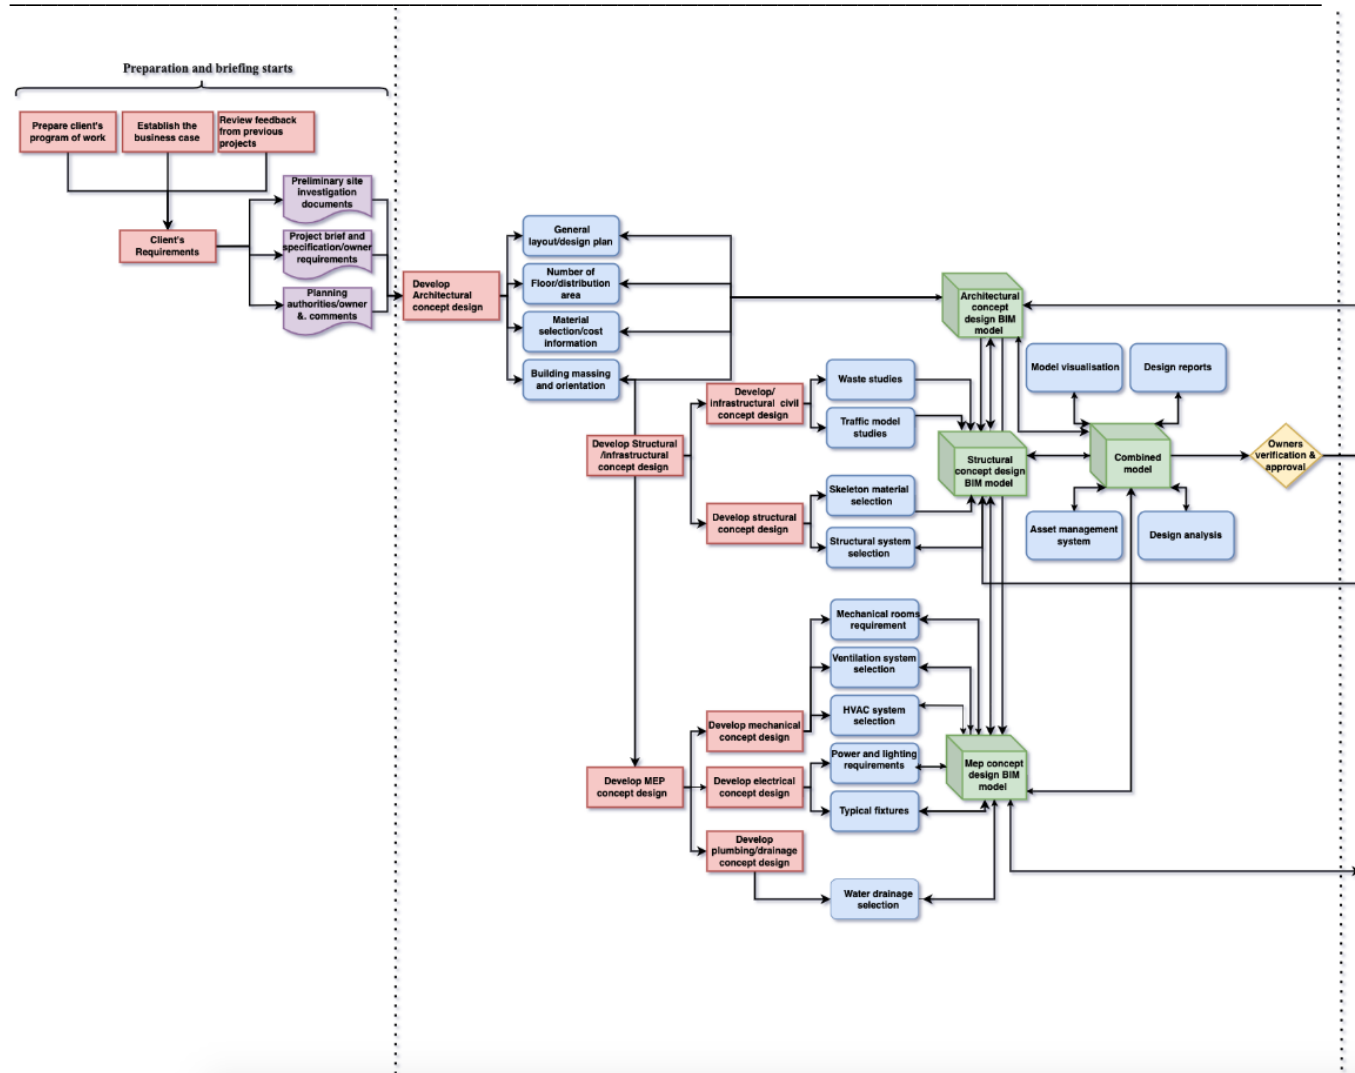 Preparation and briefing starts
Prepare client's
program of work
Establish the
business case
Review feedback
from previous
projects
Preliminary site
investigation
documents
Client's
Requirements
Project brief and
specification/owner
requirements
Planning
authorities/owner
&. comments
Develop
Architectural
concept design
General
layout/design plan
Number of
Floor/distribution
area
Material
selection/cost
information
Building massing
and orientation
Architectural
concept
design BIM
model
Develop Structural
/Infrastructural
concept design
Develop/
infrastructural civil
concept design
Waste studies
Traffic model
studies
Develop structural
concept design
Skeleton material
selection
Structural system
selection
Structural
concept design
BIM model
Model visualisation
Design reports
Combined
model
Asset management
system
Design analysis
Owners
verification &
approval
Develop MEP
concept design
Develop mechanical
concept design
Mechanical rooms
requirement
Ventilation system
selection
HVAC system
selection
Develop electrical
concept design
Power and lighting
requirements
Typical fixtures
Develop
plumbing/drainage
concept design
Water drainage
selection
Mep concept
design BIM
model